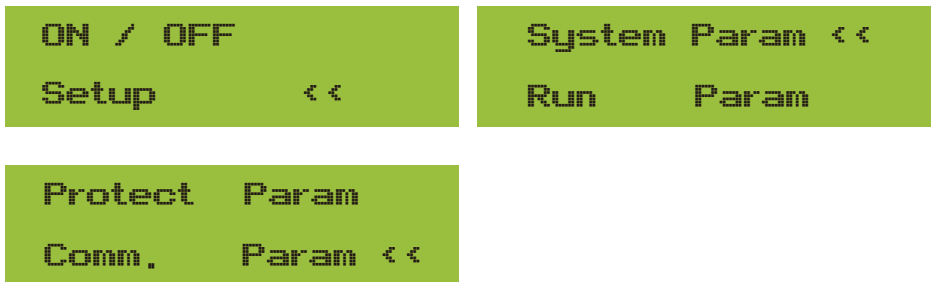 ON / OFF
Setup <<
System Param <<
Run Param
Protect Param
Comm. Param <<